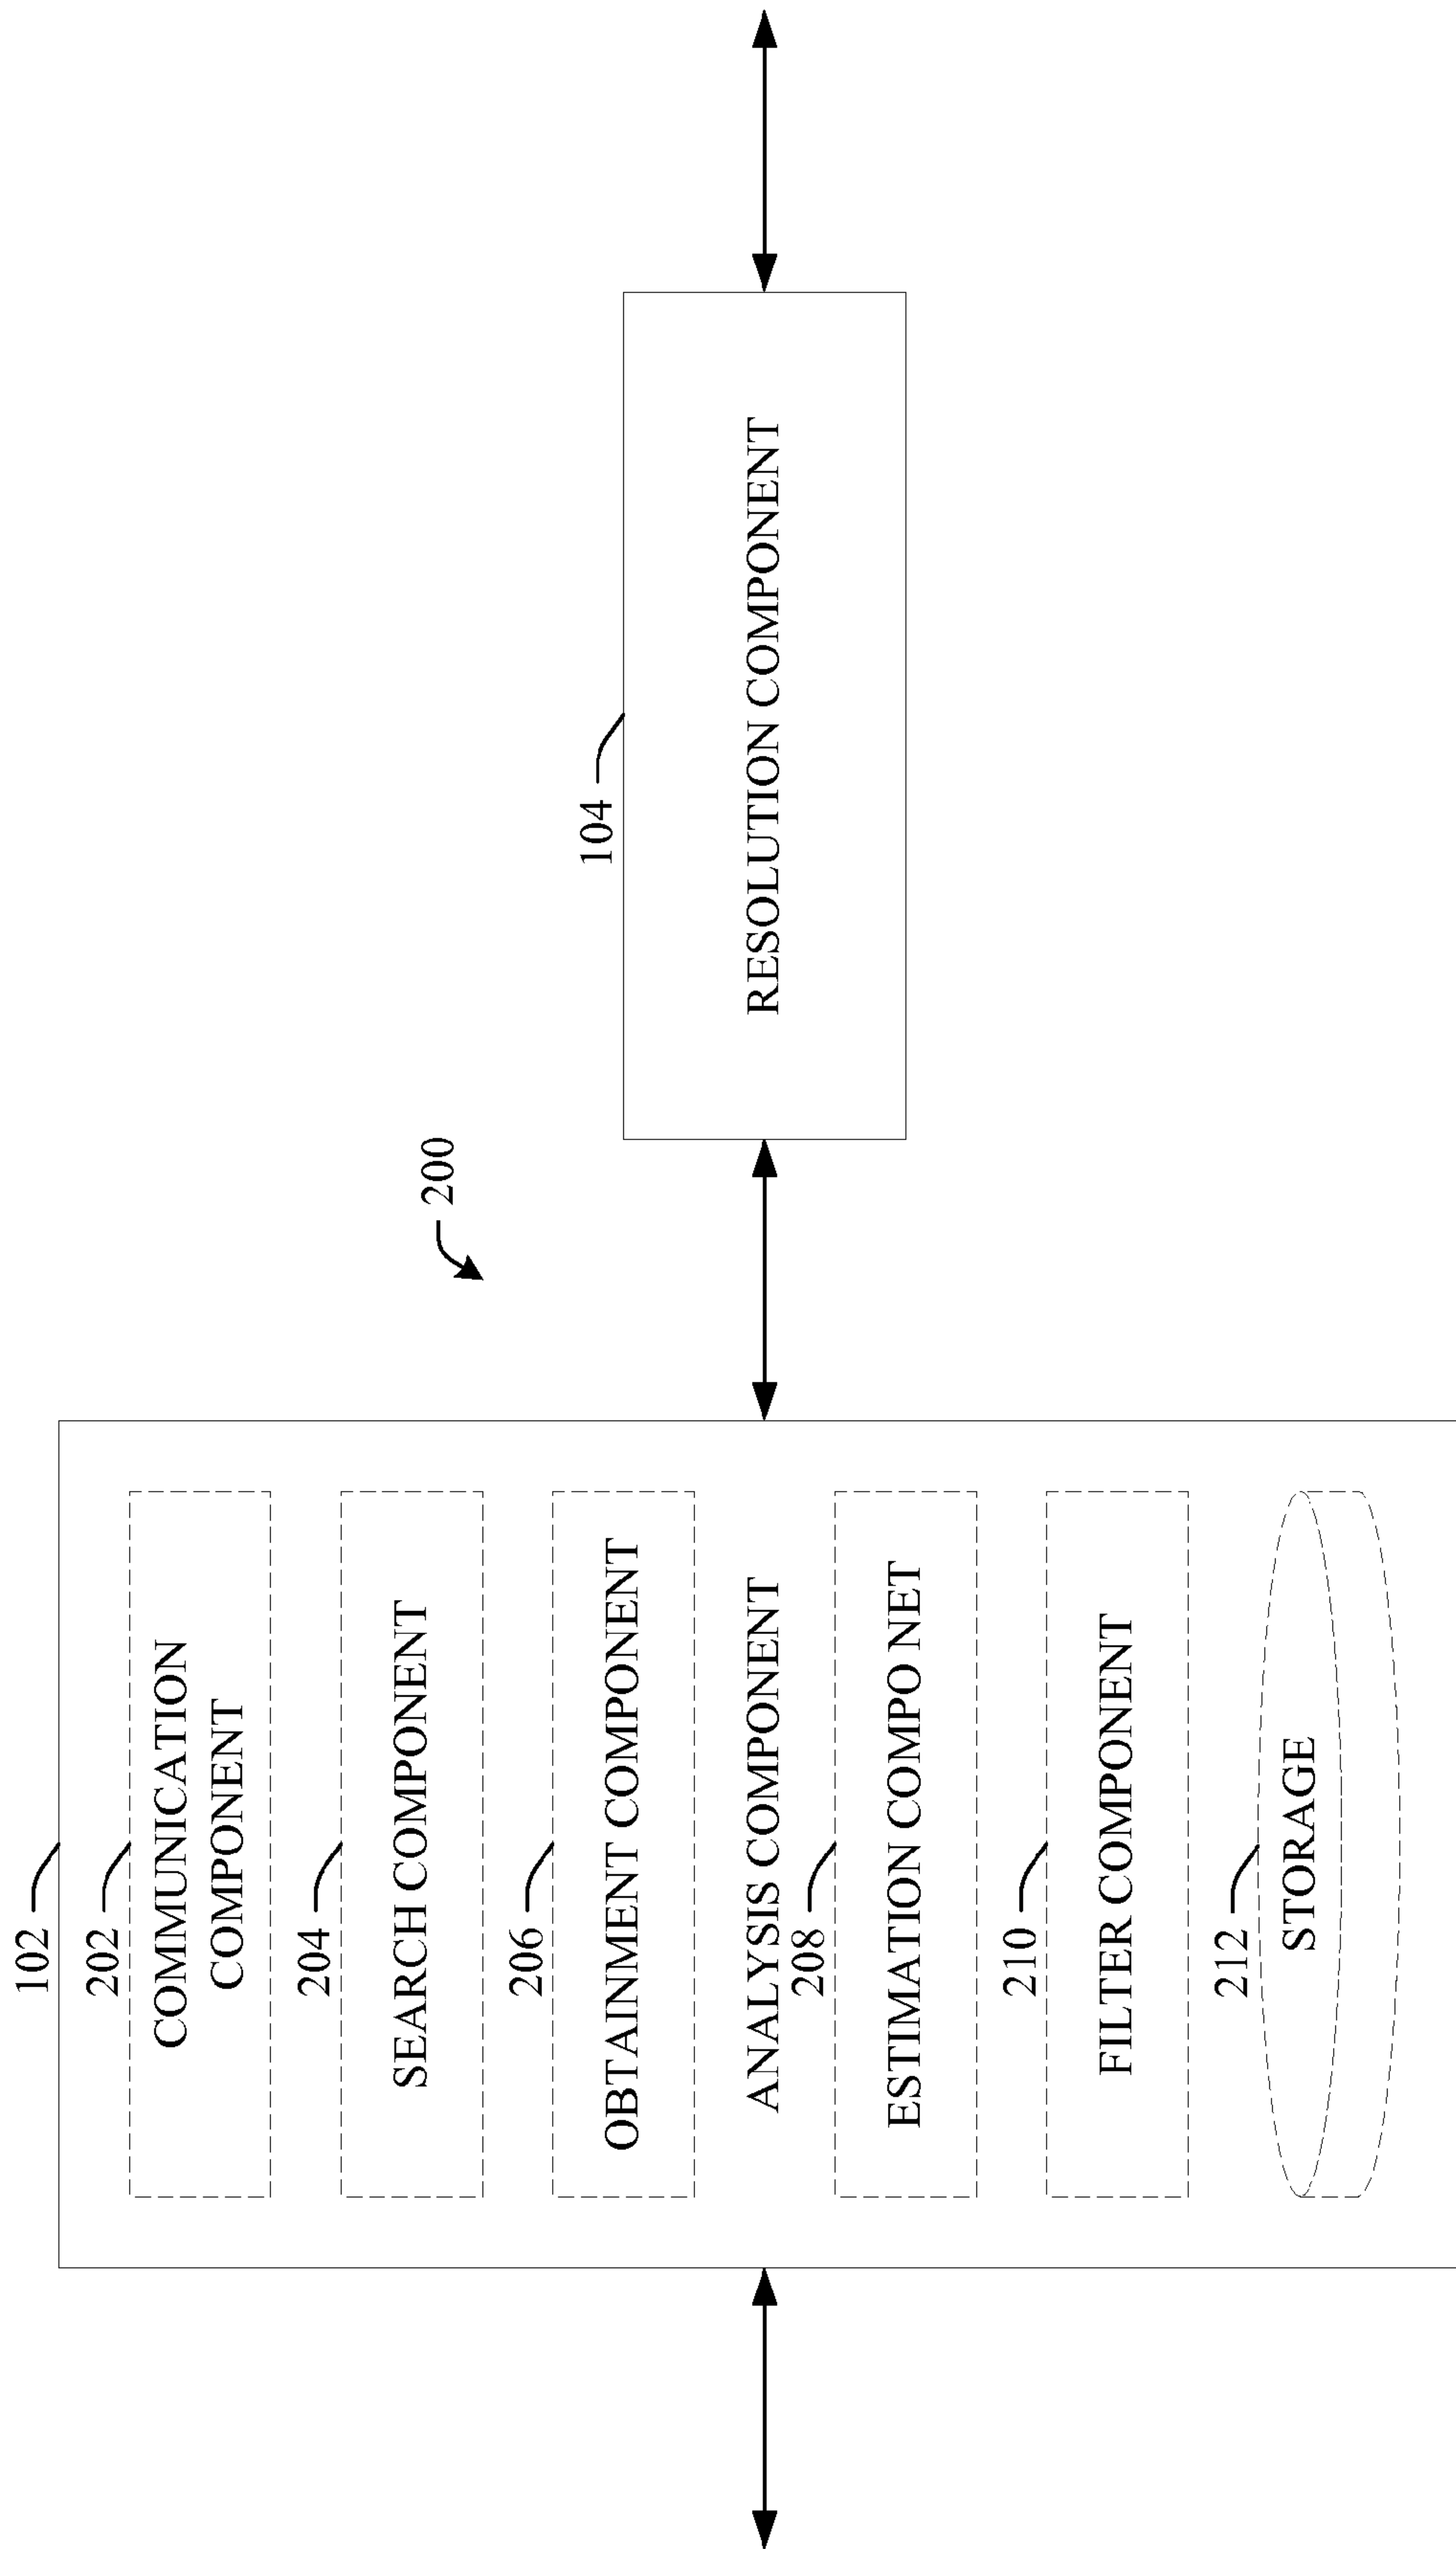 200
102
202
COMMUNICATION
COMPONENT
204
SEARCH COMPONENT
206
OBTAINMENT COMPONENT
ANALYSIS COMPONENT
208
ESTIMATION COMPO NET
210
FILTER COMPONENT
212
STORAGE
104
RESOLUTION COMPONENT